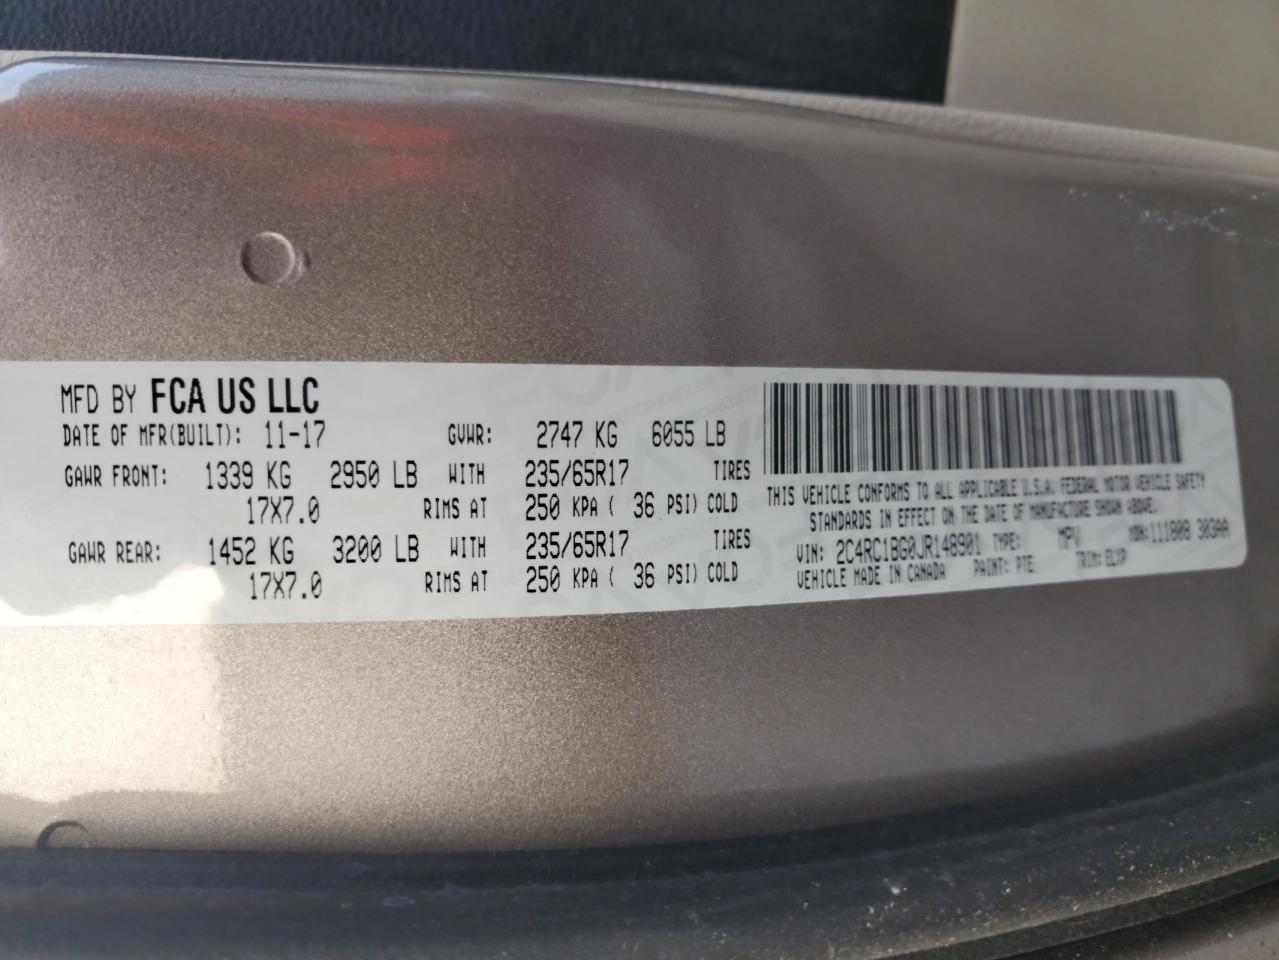 MFD BY FCA US LLC
DATE OF MFR(BUILT): 11-17 GVWR: 2747 KG 6055 LB
GAWR FRONT: 1339 KG 2950 LB WITH 235/65R17 TIRES
17X7.0 RIMS AT 250 KPA ( 36 PSI) COLD
GAWR REAR: 1452 KG 3200 LB WITH 235/65R17 TIRES
17X7.0 RIMS AT 250 KPA ( 36 PSI) COLD
THIS VEHICLE CONFORMS TO ALL APPLICABLE U.S.A. FEDERAL MOTOR VEHICLE SAFETY
STANDARDS IN EFFECT ON THE DATE OF MANUFACTURE SHOWN ABOVE.
VIN: 2C4RC1BG0JR148901 TYPE: MPV MDH:111808 303AA
VEHICLE MADE IN CANADA PAINT: PTE TRIM: